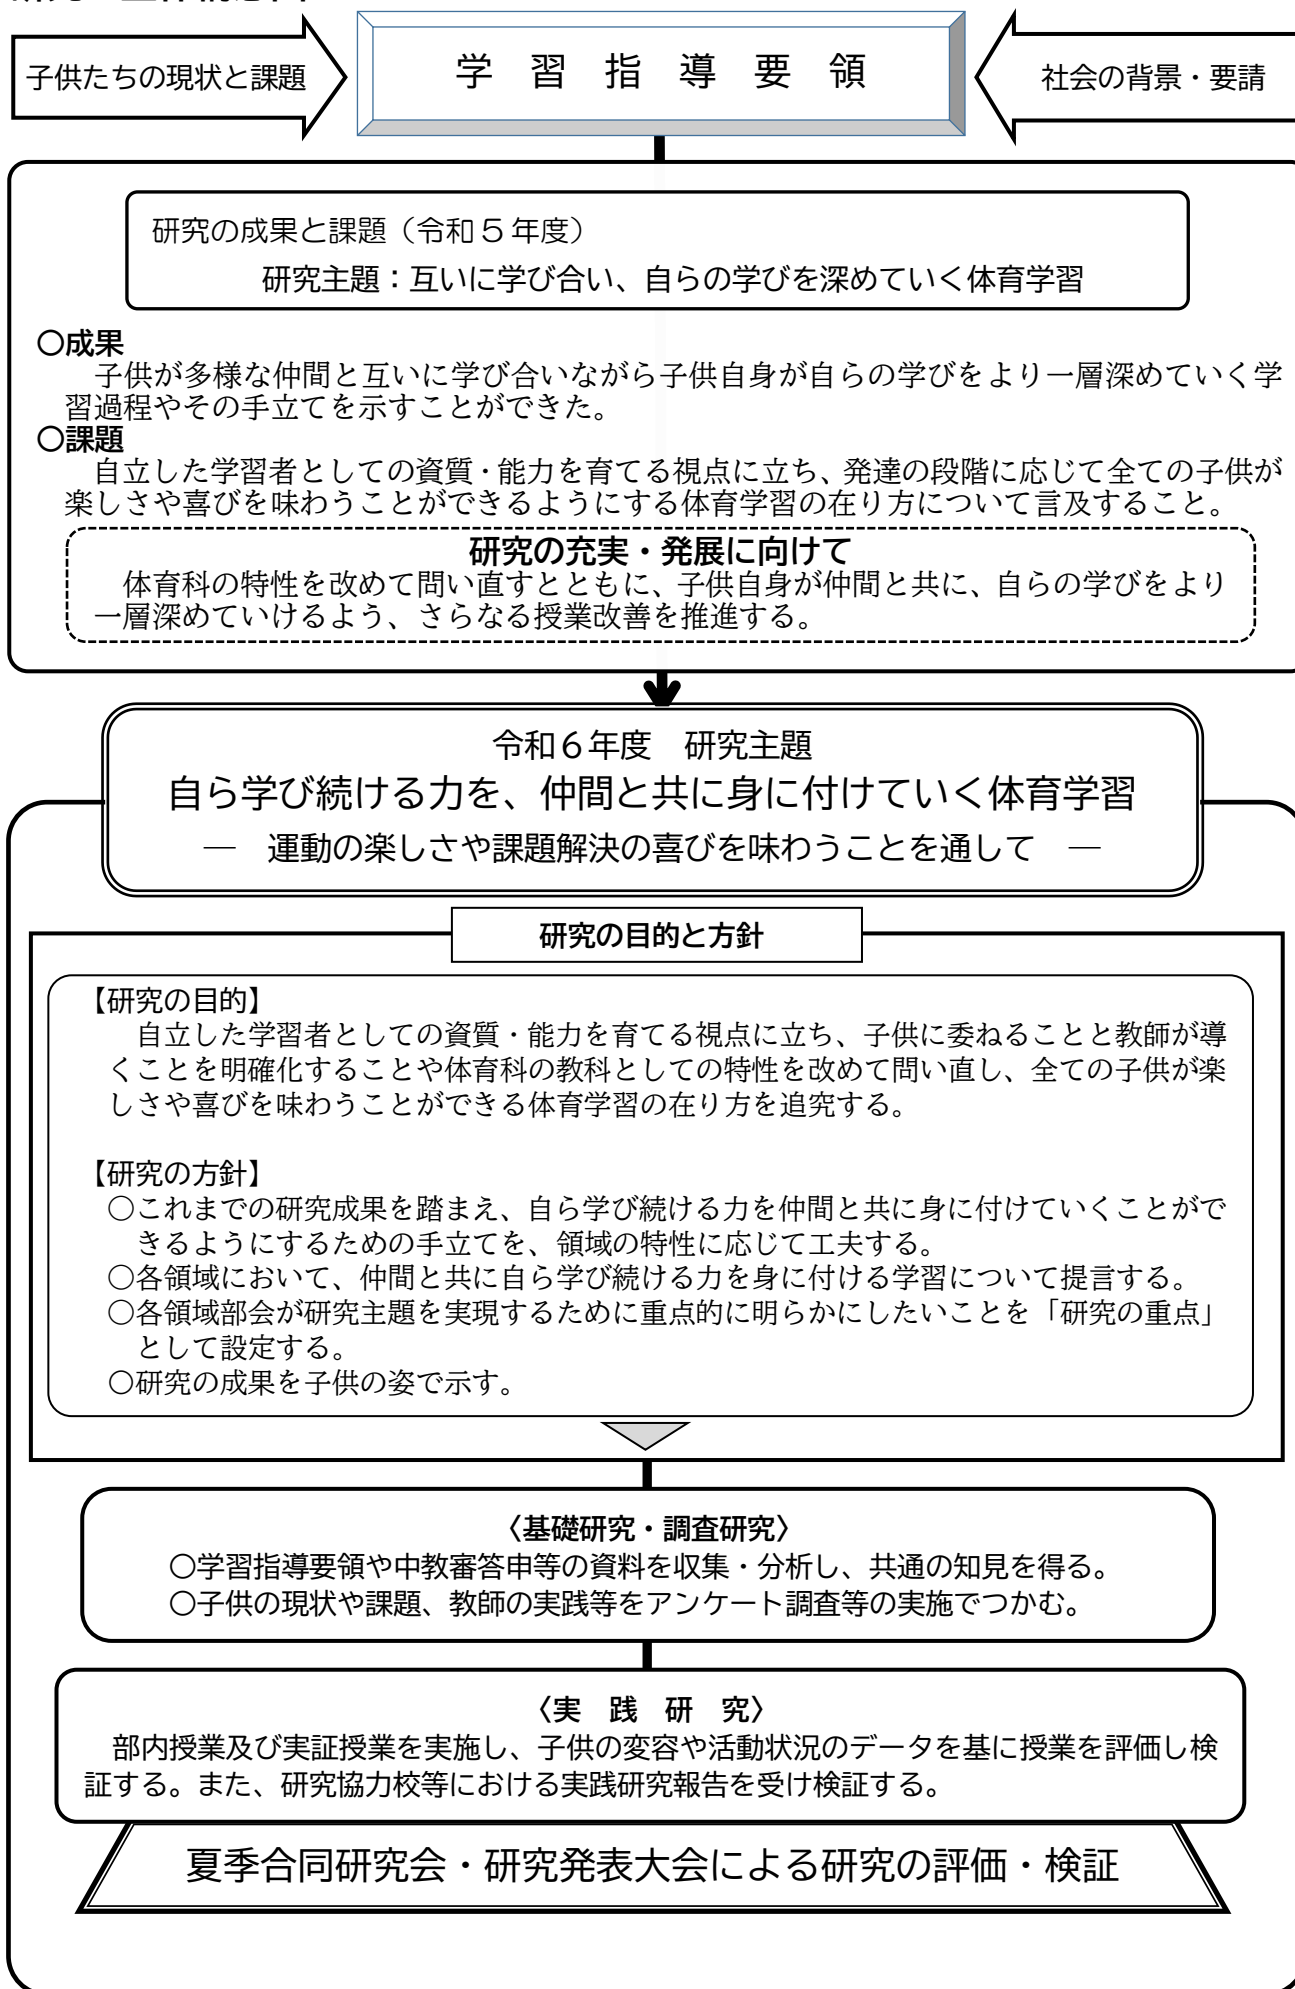 子供たちの現状と課題
学 習 指 導 要 領
社会の背景・要請
研究の成果と課題（令和５年度）
研究主題：互いに学び合い、自らの学びを深めていく体育学習
〇成果
子供が多様な仲間と互いに学び合いながら子供自身が自らの学びをより一層深めていく学
習過程やその手立てを示すことができた。
〇課題
自立した学習者としての資質・能力を育てる視点に立ち、発達の段階に応じて全ての子供が
楽しさや喜びを味わうことができるようにする体育学習の在り方について言及すること。
研究の充実・発展に向けて
体育科の特性を改めて問い直すとともに、子供自身が仲間と共に、自らの学びをより
一層深めていけるよう、さらなる授業改善を推進する。
令和６年度　研究主題
自ら学び続ける力を、仲間と共に身に付けていく体育学習
―　運動の楽しさや課題解決の喜びを味わうことを通して　―
研究の目的と方針
【研究の目的】
自立した学習者としての資質・能力を育てる視点に立ち、子供に委ねることと教師が導
くことを明確化することや体育科の教科としての特性を改めて問い直し、全ての子供が楽
しさや喜びを味わうことができる体育学習の在り方を追究する。
【研究の方針】
〇これまでの研究成果を踏まえ、自ら学び続ける力を仲間と共に身に付けていくことがで
きるようにするための手立てを、領域の特性に応じて工夫する。
〇各領域において、仲間と共に自ら学び続ける力を身に付ける学習について提言する。
〇各領域部会が研究主題を実現するために重点的に明らかにしたいことを「研究の重点」
として設定する。
〇研究の成果を子供の姿で示す。
〈基礎研究・調査研究〉
〇学習指導要領や中教審答申等の資料を収集・分析し、共通の知見を得る。
〇子供の現状や課題、教師の実践等をアンケート調査等の実施でつかむ。
〈実　践　研　究〉
部内授業及び実証授業を実施し、子供の変容や活動状況のデータを基に授業を評価し検
証する。また、研究協力校等における実践研究報告を受け検証する。
夏季合同研究会・研究発表大会による研究の評価・検証